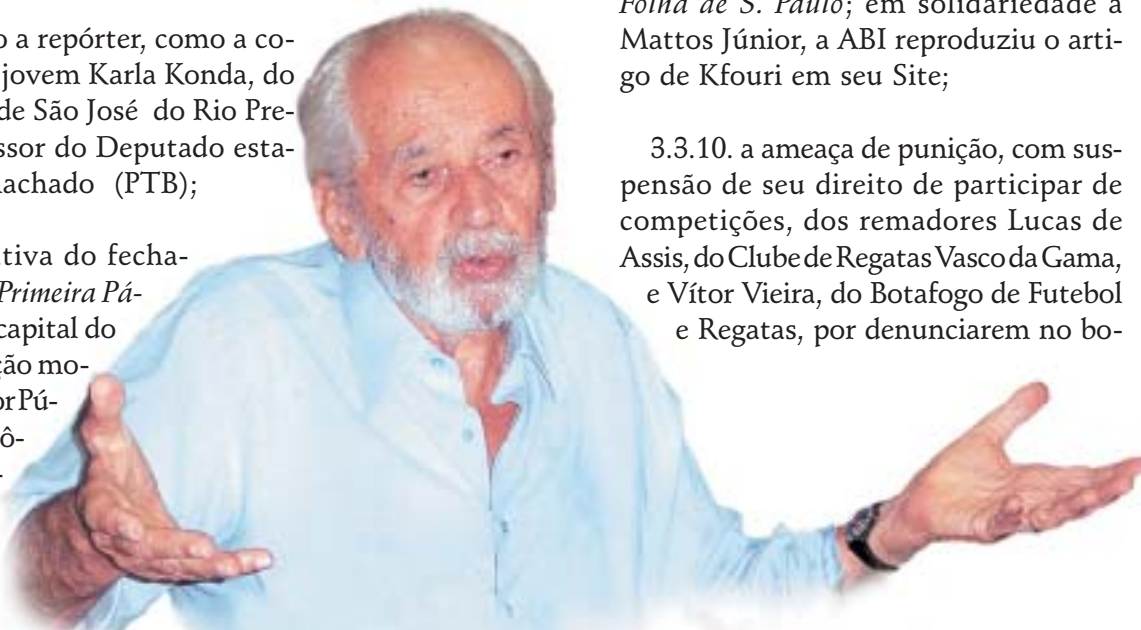 o a repórter, como a co-
jovem Karla Konda, do
de São José do Rio Pre-
ssor do Deputado esta-
Machado (PTB);
tiva do fecha-
Primeira Pá-
capital do
ção mo-
or Pú-
ô-
-
Folha de S. Paulo; em solidariedade a
Mattos Júnior, a ABI reproduziu o arti-
go de Kfouri em seu Site;
3.3.10. a ameaça de punição, com sus-
pensão de seu direito de participar de
competições, dos remadores Lucas de
Assis, do Clube de Regatas Vasco da Gama,
e Vítor Vieira, do Botafogo de Futebol
e Regatas, por denunciarem no bo-